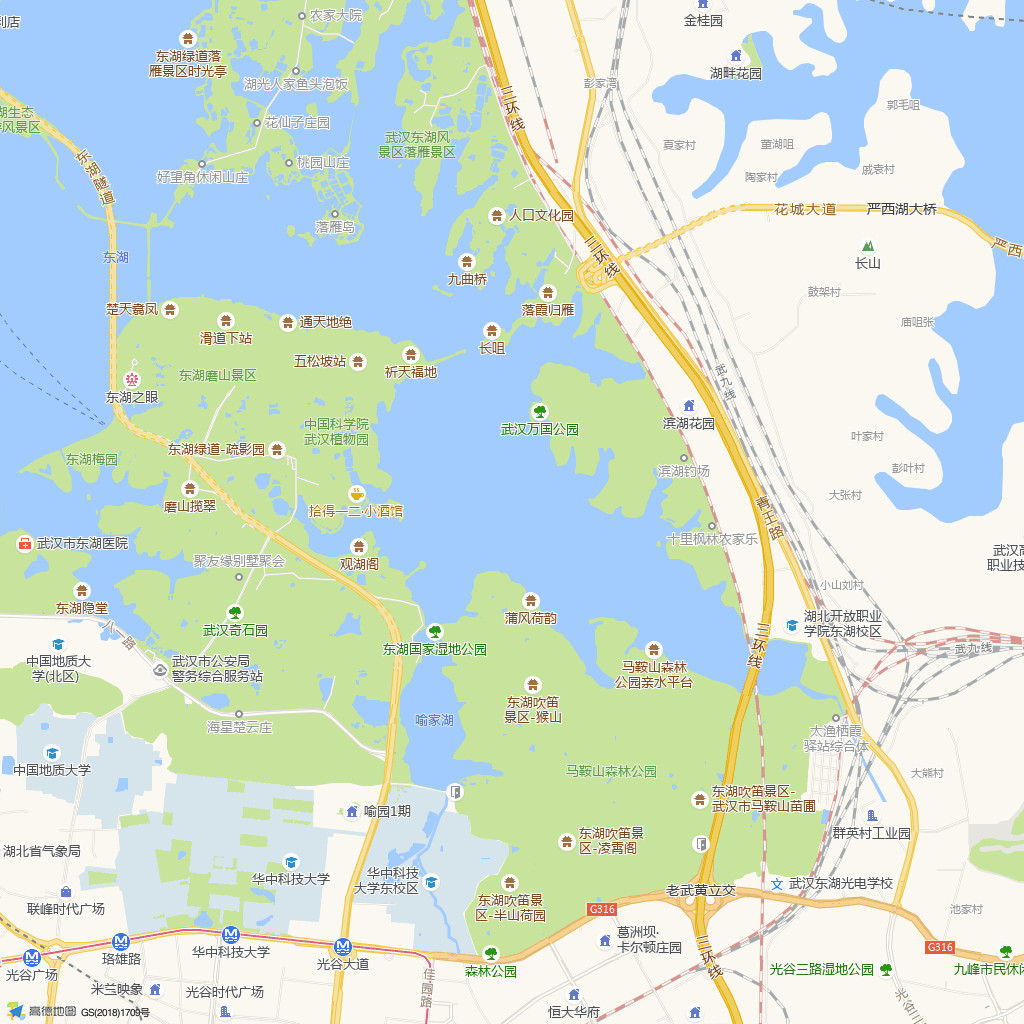 利店
农家大院
金桂园
东湖绿道落
雁景区时光亭
湖畔花园
湖光人家鱼头泡饭
彭家湾
三环线
郭毛咀
湖生态
花仙子庄园
武汉东湖风
景区落雁景区
夏家村
董湖咀
东湖隧道
桃园山庄
好望角休闲山庄
陶家村
戚袁村
落雁岛
人口文化园
花城大道
严西湖大桥
严西
三环线
东湖
长山
九曲桥
鼓架村
楚天翥凤
落霞归雁
滑道下站
通天地绝
庙咀张
长咀
五松坡站
祈天福地
东湖磨山景区
武九线
东湖之眼
中国科学院
武汉植物园
武汉万国公园
滨湖花园
叶家村
东湖绿道-疏影园
东湖梅园
滨湖钓场
彭叶村
磨山揽翠
拾得一二·小酒馆
大张村
青王路
十里枫林农家乐
武汉市东湖医院
聚友缘别墅聚会
观湖阁
武汉高
职业技
小山刘村
东湖隐堂
蒲风荷韵
湖北开放职业
学院东湖校区
武汉奇石园
八一路
三环线
东湖国家湿地公园
武九线
中国地质大
学(北区)
武汉市公安局
警务综合服务站
马鞍山森林
公园亲水平台
东湖吹笛
景区-猴山
喻家湖
海星楚云庄
太渔栖霞
驿站综合体
中国地质大学
马鞍山森林公园
大熊村
东湖吹笛景区-
武汉市马鞍山苗圃
喻园1期
群英村工业园
东湖吹笛景
区-凌霄阁
湖北省气象局
华中科技大学
华中科技
大学东校区
武汉东湖光电学校
老武黄立交
东湖吹笛景
区-半山荷园
联峰时代广场
G316
池家村
珞雄路
华中科技大学
光谷大道
葛洲坝·
卡尔顿庄园
三环线
G316
光谷广场
森林公园
光谷三路湿地公园
九峰市民休闲
住园路
米兰映象
光谷时代广场
光谷三
恒大华府
高德地图 GS(2018)1709号